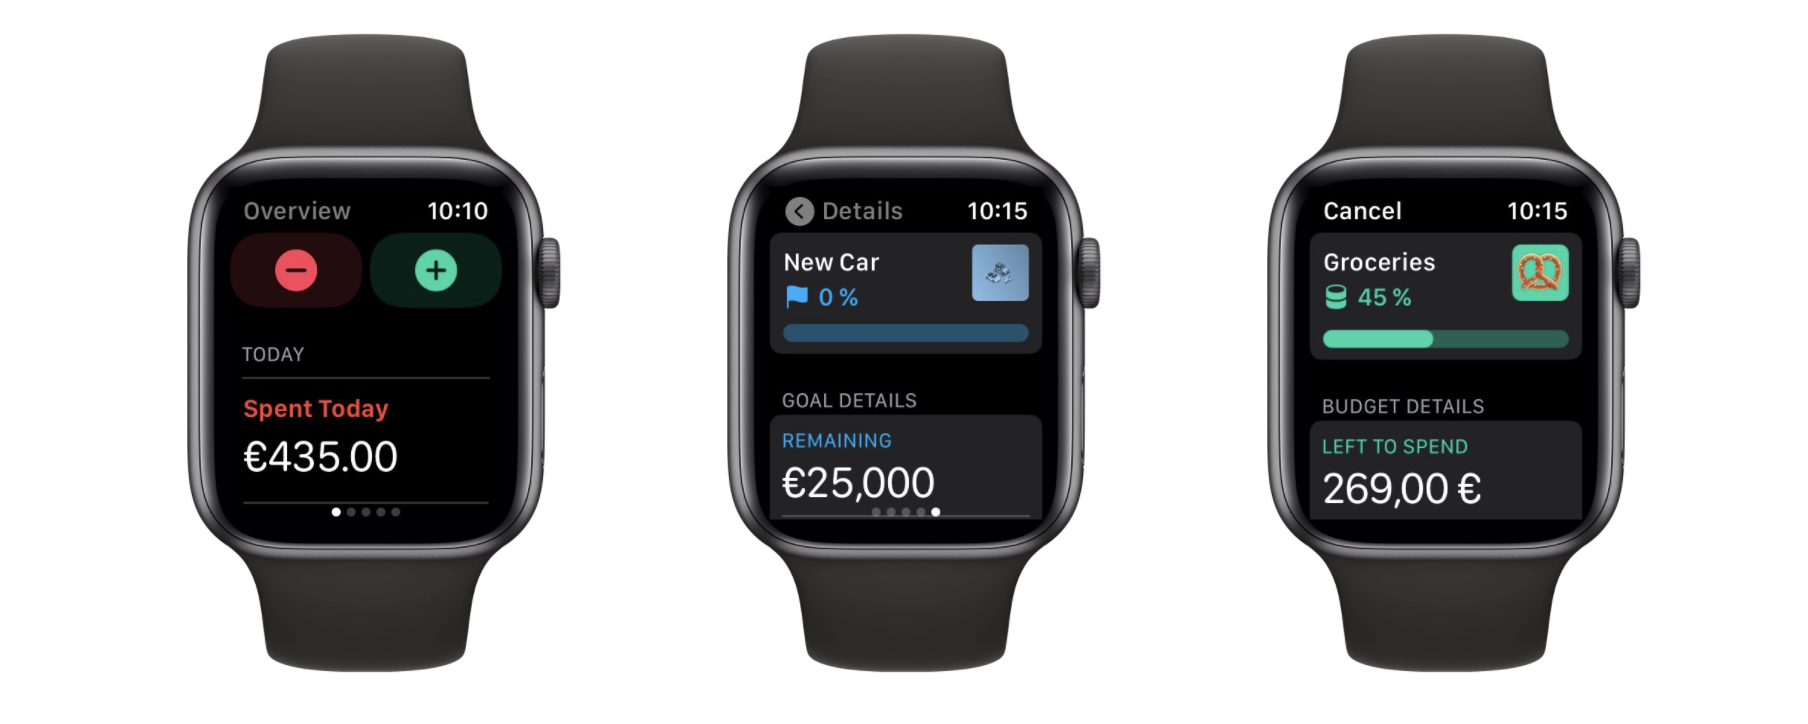 Overview 10:10
TODAY
Spent Today
€435.00
Details 10:15
New Car
0 %
GOAL DETAILS
REMAINING
€25,000
Cancel 10:15
Groceries
45 %
BUDGET DETAILS
LEFT TO SPEND
269,00 €